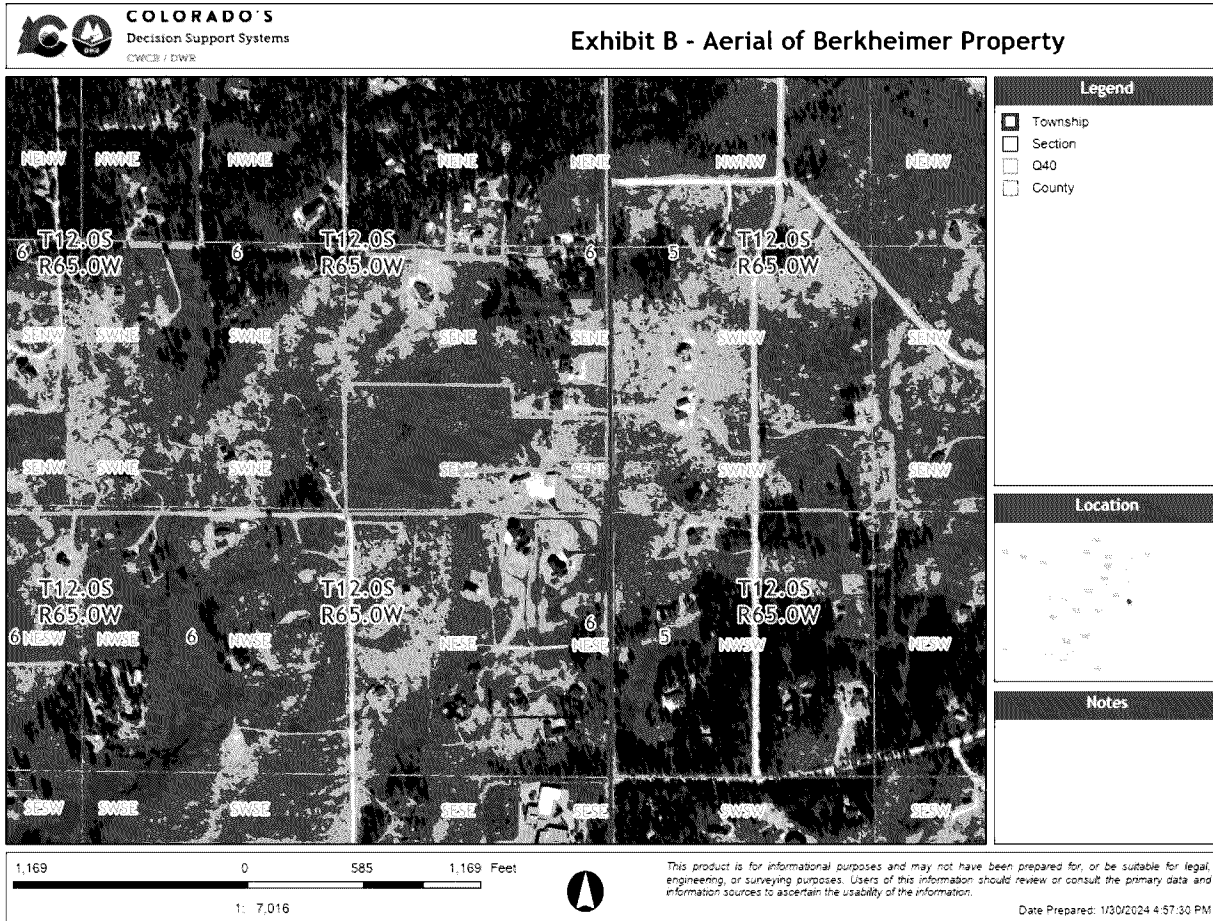 COLORADO'S
Decision Support Systems
CWCB / DWR
Exhibit B - Aerial of Berkheimer Property
NENW NWNE NWNE NENE NENE NWNW NENW
6 T12.0S 6 T12.0S 6 5 T12.0S
R65.0W R65.0W R65.0W
SENW SWNE SWNE SENE SENE SWNW SENW
SENW SWNE SWNE SENE SENE SWNW SENW
T12.0S T12.0S T12.0S
R65.0W R65.0W R65.0W
6 NESW NWSE 6 NWSE NESE 6 NESE 5 NWSW NESW
SESW SWSE SWSE SESE SESE SWSW SESW
Legend
Township
Section
Q40
County
Location
Notes
1,169 0 585 1,169 Feet
1: 7,016
This product is for informational purposes and may not have been prepared for, or be suitable for legal,
engineering, or surveying purposes. Users of this information should review or consult the primary data and
information sources to ascertain the usability of the information.
Date Prepared: 1/30/2024 4:57:30 PM